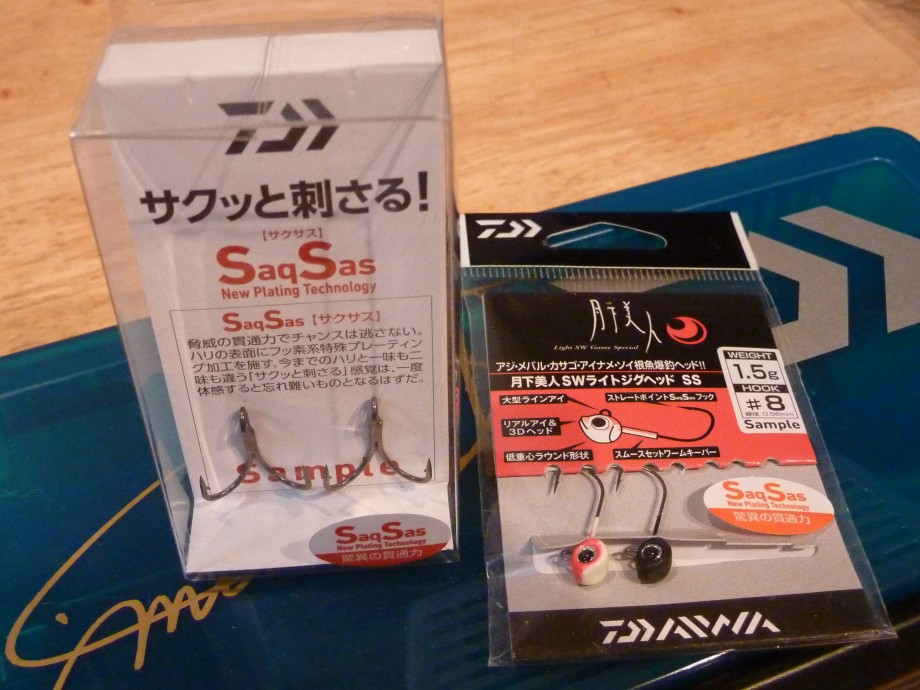 サクッと刺さる!
【サクサス】
SaqSas
New Plating Technology
SaqSas【サクサス】
脅威の貫通力でチャンスは逃さない。
ハリの表面にフッ素系特殊プレーティン
グ加工を施す、今までのハリと一味も二
味も違う「サクッと刺さる」感覚は、一度
体感すると忘れ難いものとなるはずだ。
Sample
SaqSas
New Plating Technology
驚異の貫通力
月下美人
Light SW Game Special
アジ・メバル・カサゴ・アイナメ・ソイ根魚爆釣ヘッド!!
月下美人SWライトジグヘッド SS
大型ラインアイ
ストレートポイントSaqSasフック
リアルアイ&
3Dヘッド
低重心ラウンド形状
スムースセットワームキーパー
WEIGHT
1.5g
HOOK
#8
線径:0.56mm
Sample
SaqSas
New Plating Technology
驚異の貫通力
DAIWA